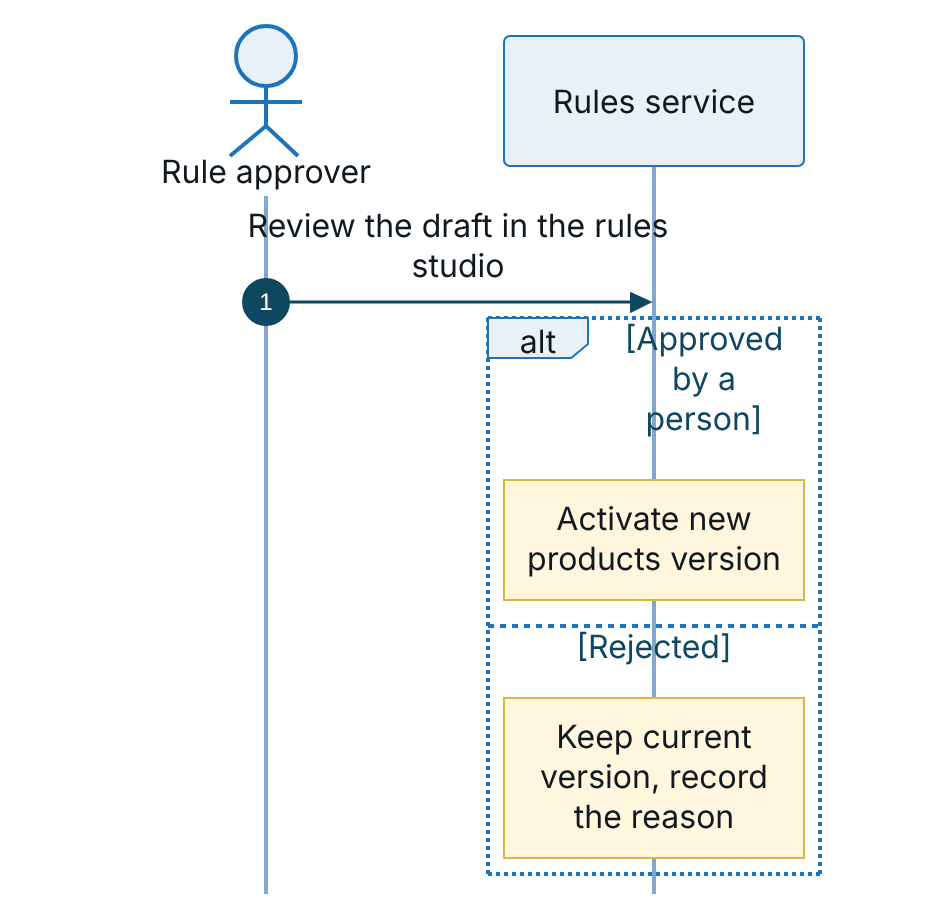 Rule approver
Rules service
Review the draft in the rules
studio
1
alt
[Approved
by a
person]
Activate new
products version
[Rejected]
Keep current
version, record
the reason